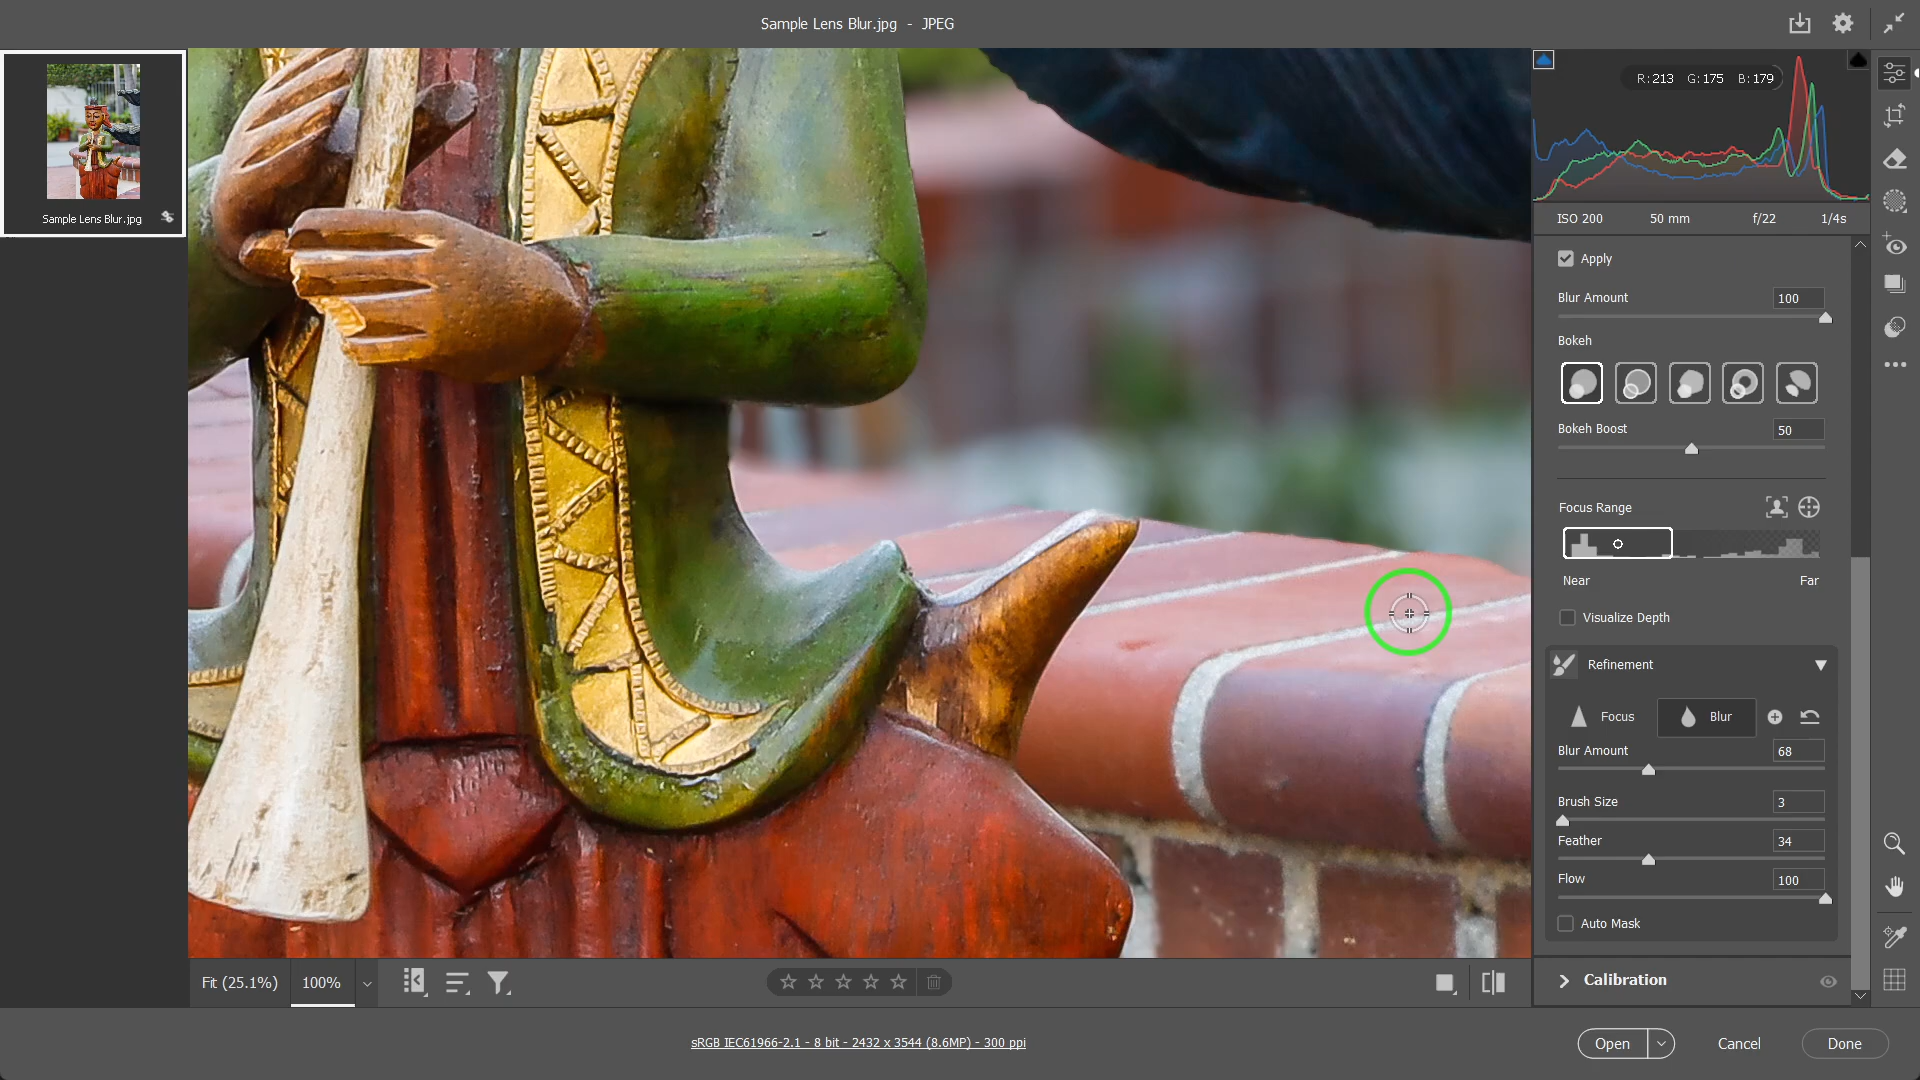 Sample Lens Blur.jpg - JPEG
R: 213 G: 175 B: 179
Sample Lens Blur.jpg
ISO 200 50 mm f/22 1/4s
Apply
Blur Amount 100
Bokeh
Bokeh Boost 50
Focus Range
Near Far
Visualize Depth
Refinement
Focus Blur
Blur Amount 68
Brush Size 3
Feather 34
Flow 100
Auto Mask
Calibration
Fit (25.1%) 100%
sRGB IEC61966-2.1 - 8 bit - 2432 x 3544 (8.6MP) - 300 ppi
Open Cancel Done